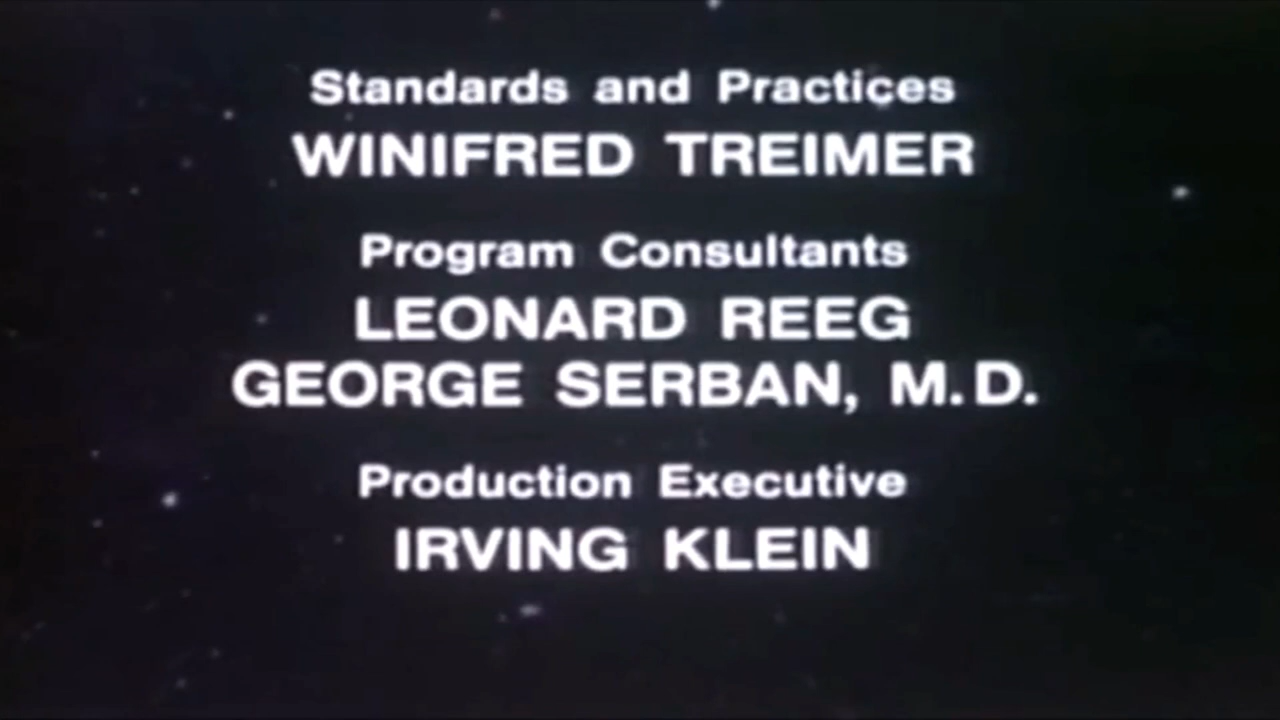 Standards and Practices
WINIFRED TREIMER
Program Consultants
LEONARD REEG
GEORGE SERBAN, M.D.
Production Executive
IRVING KLEIN